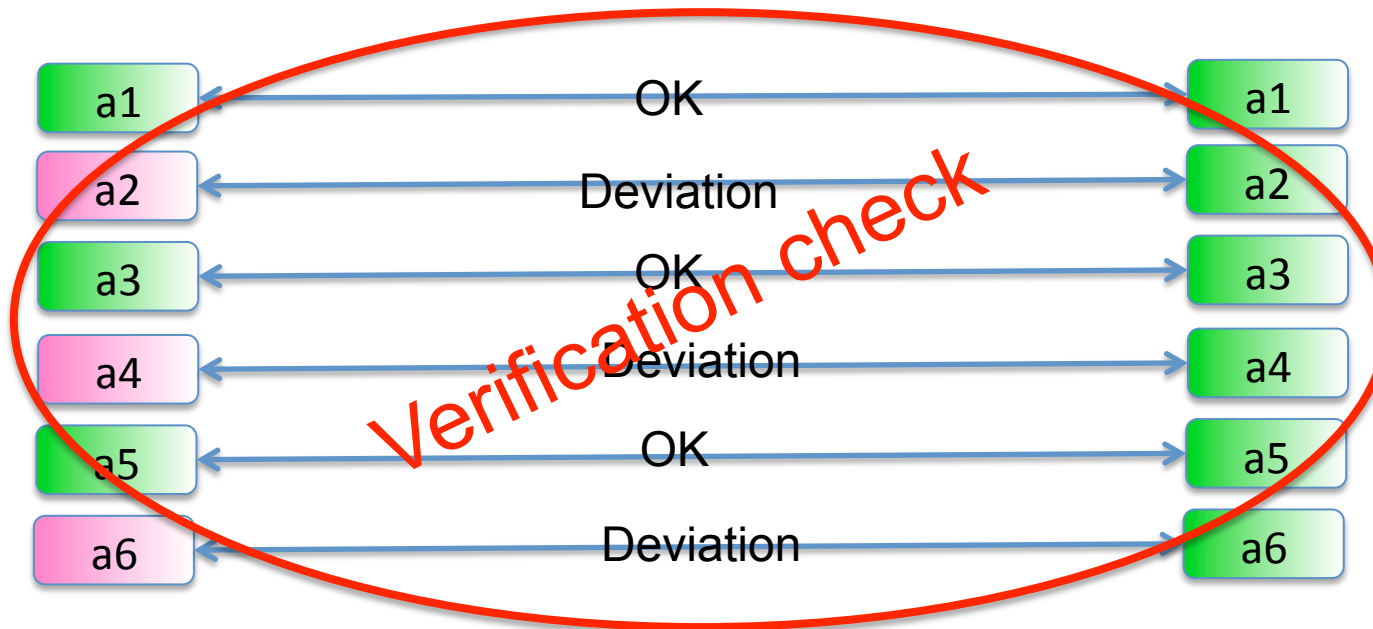 a1 OK a1
a2 Deviation a2
a3 OK a3
a4 Deviation a4
a5 OK a5
a6 Deviation a6
Verification check